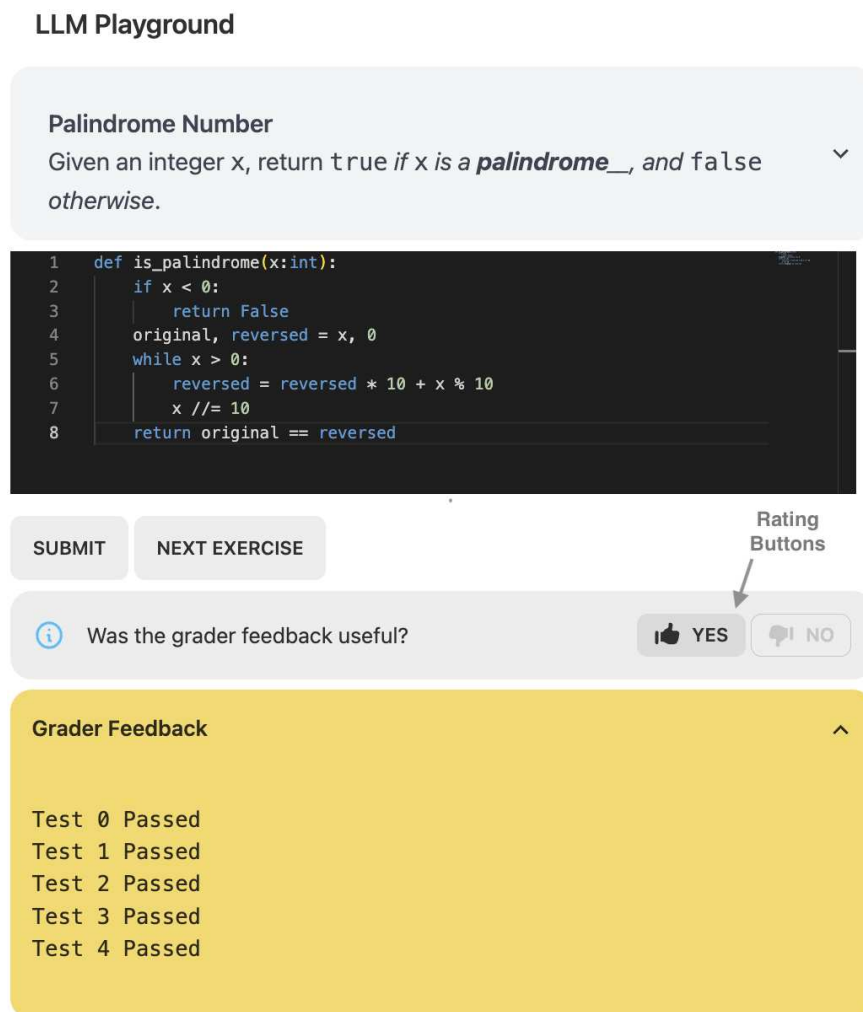 LLM Playground
Palindrome Number
Given an integer x, return true if x is a palindrome__, and false
otherwise.
1 def is_palindrome(x:int):
2 if x < 0:
3 return False
4 original, reversed = x, 0
5 while x > 0:
6 reversed = reversed * 10 + x % 10
7 x //= 10
8 return original == reversed
Rating
Buttons
SUBMIT NEXT EXERCISE
Was the grader feedback useful? YES NO
Grader Feedback
Test 0 Passed
Test 1 Passed
Test 2 Passed
Test 3 Passed
Test 4 Passed